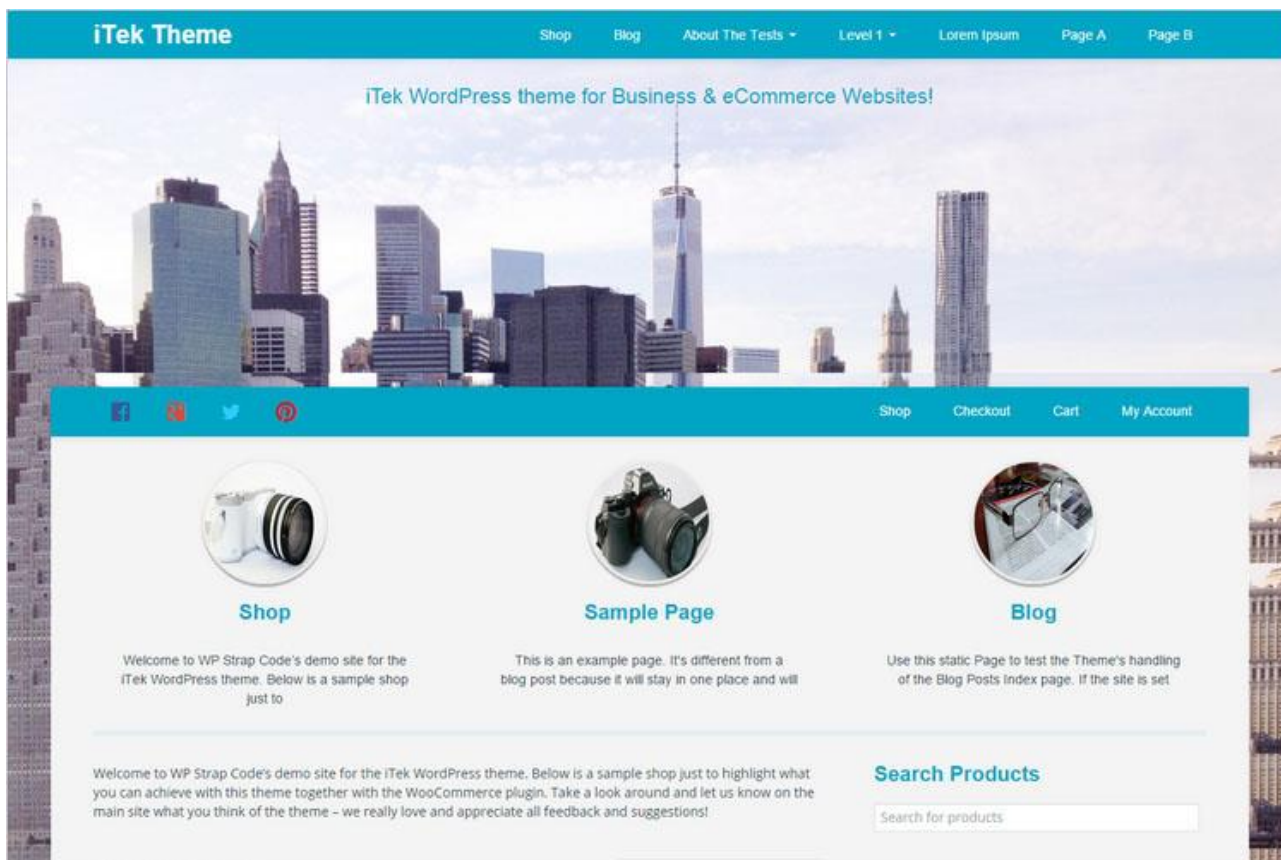 iTek Theme
Shop Blog About The Tests Level 1 Lorem Ipsum Page A Page B
iTek WordPress theme for Business & eCommerce Websites!
Shop Checkout Cart My Account
Shop
Welcome to WP Strap Code's demo site for the
iTek WordPress theme. Below is a sample shop
just to
Sample Page
This is an example page. It's different from a
blog post because it will stay in one place and will
Blog
Use this static Page to test the Theme's handling
of the Blog Posts Index page. If the site is set
Welcome to WP Strap Code's demo site for the iTek WordPress theme. Below is a sample shop just to highlight what
you can achieve with this theme together with the WooCommerce plugin. Take a look around and let us know on the
main site what you think of the theme – we really love and appreciate all feedback and suggestions!
Search Products
Search for products